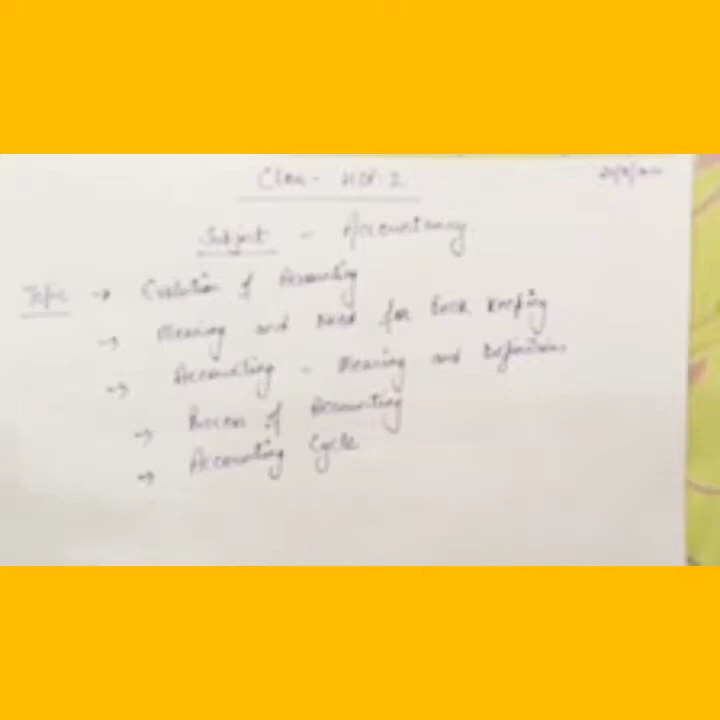 Class -
Subject - Accountancy
Topic → Evolution of Accounting
→ Meaning and Need for Book Keeping
→ Accounting - Meaning and Definitions
→ Process of Accounting
→ Accounting Cycle